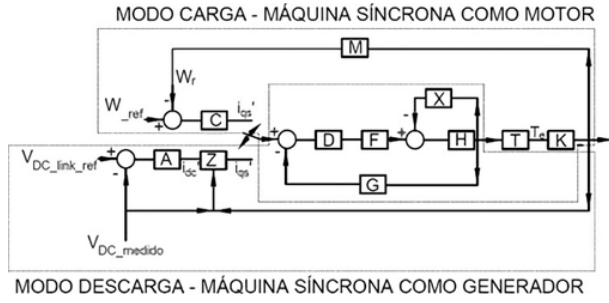 MODO CARGA - MÁQUINA SÍNCRONA COMO MOTOR
M
Wr
W_ref
C
iqs'
X
D
F
H
T
Te
K
VDC_link_ref
A
idc
Z
iqs'
G
VDC_medido
MODO DESCARGA - MÁQUINA SÍNCRONA COMO GENERADOR